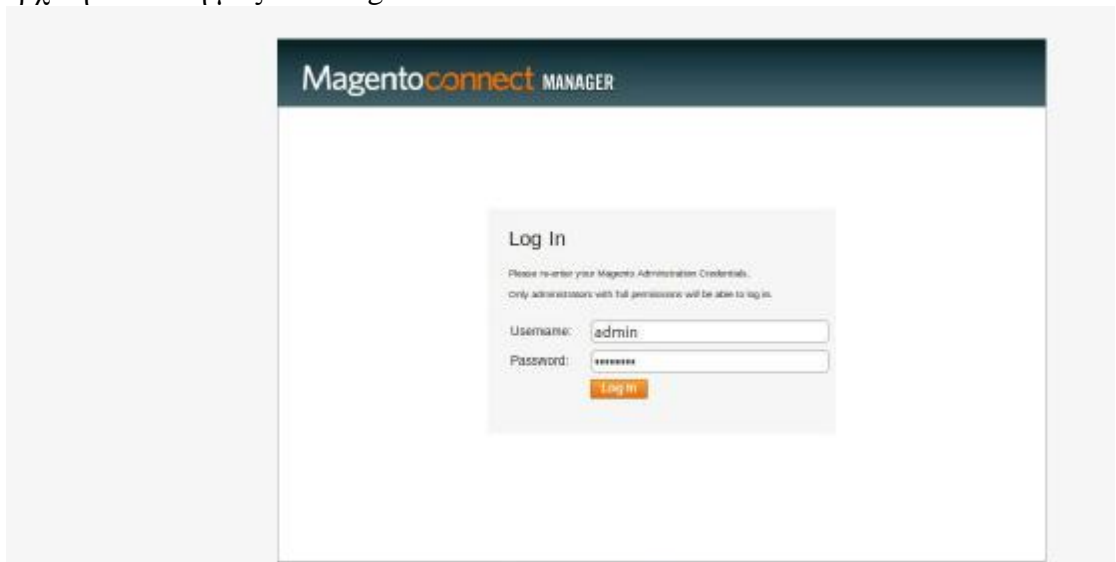 Magentoconnect MANAGER
Log In
Please re-enter your Magento Administration Credentials.
Only administrators with full permissions will be able to log in.
Username: admin
Password: ••••••••
Log In